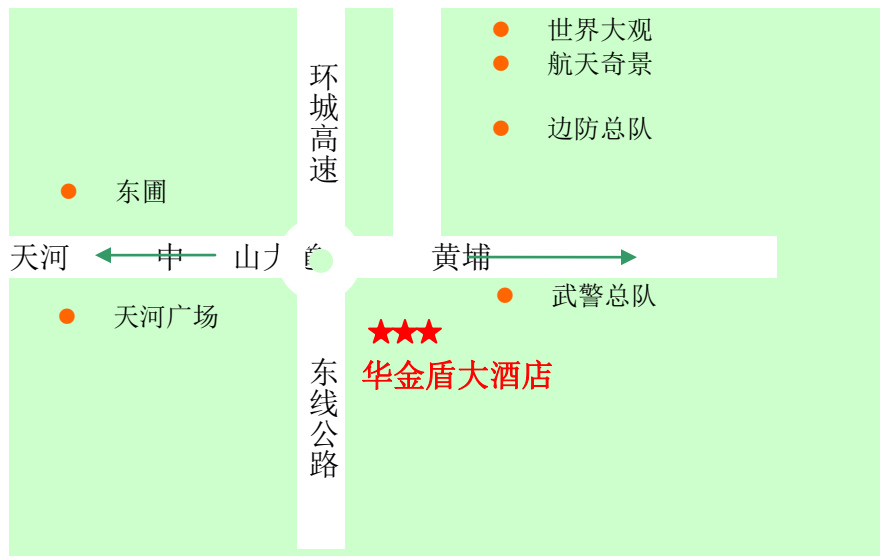 世界大观
航天奇景
环城高速
边防总队
东圃
天河
中
山
黄埔
武警总队
天河广场
华金盾大酒店
东线公路